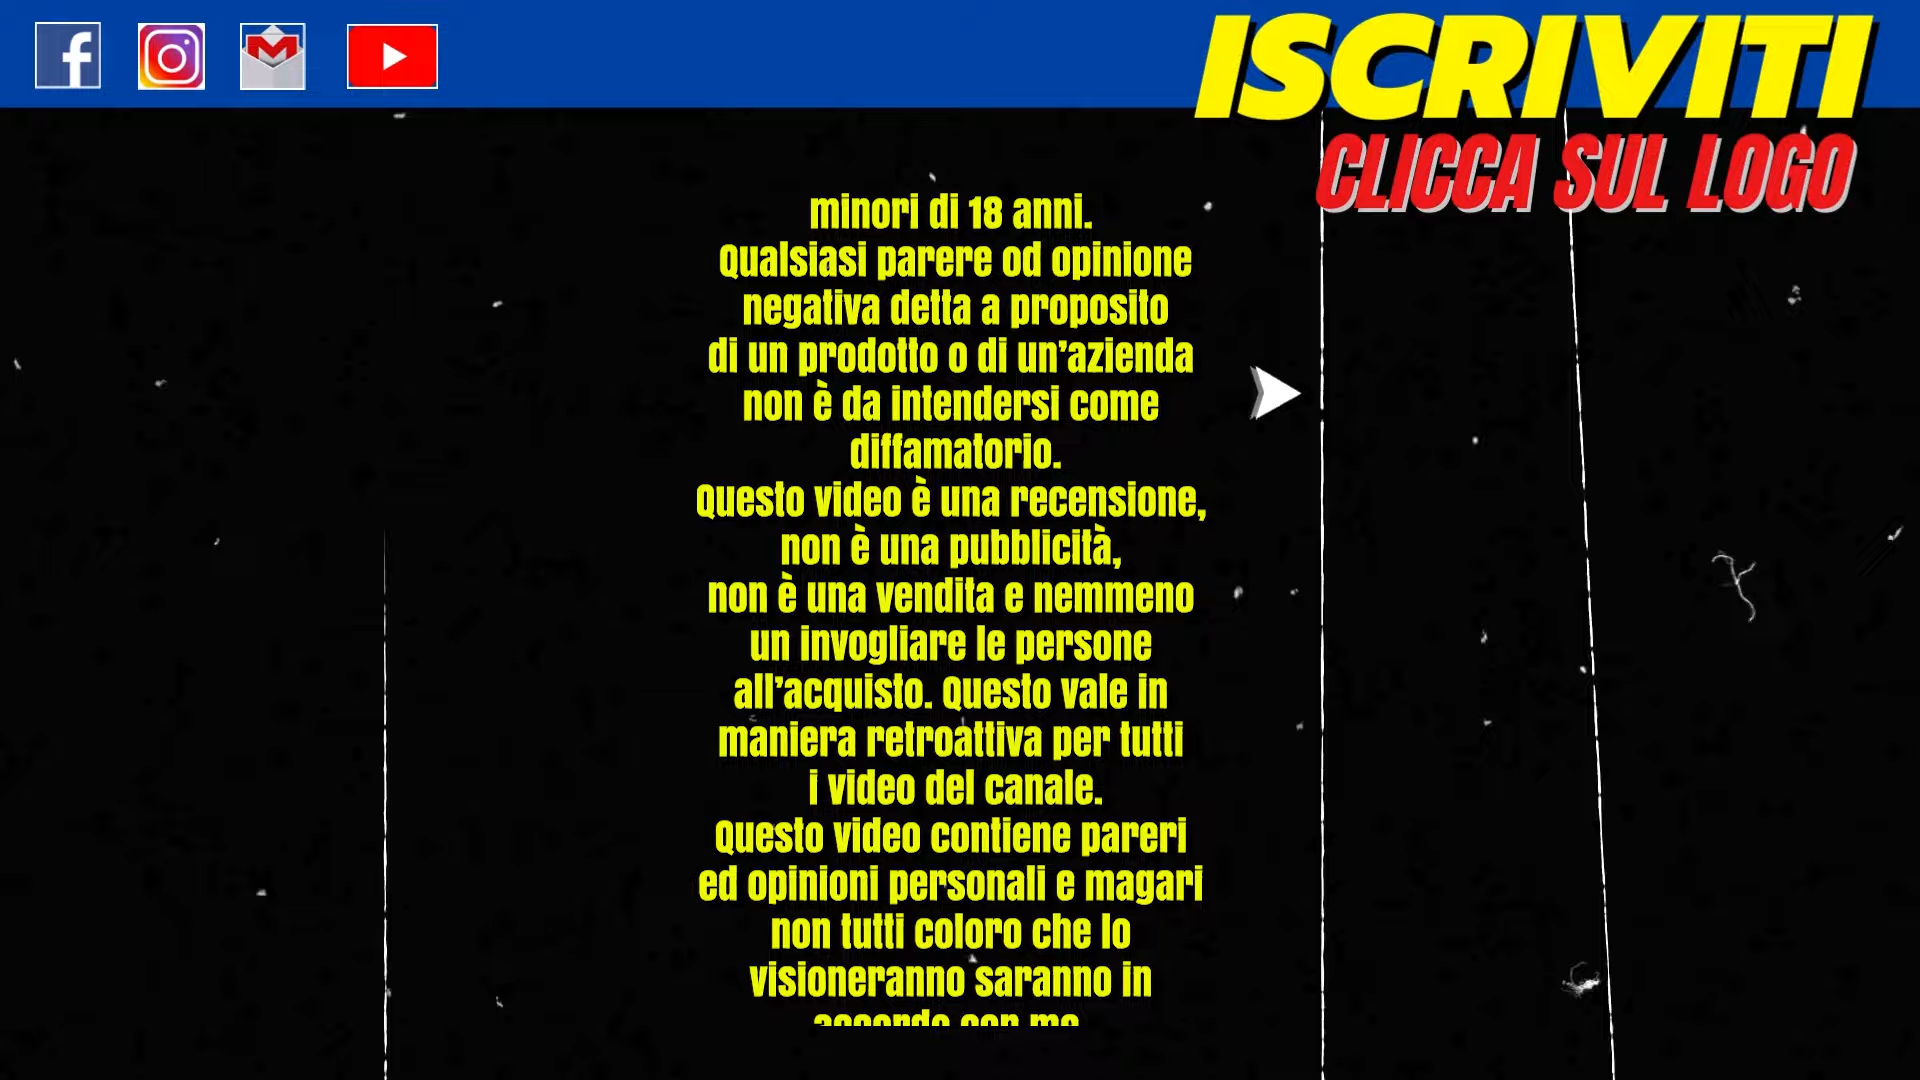 ISCRIVITI
CLICCA SUL LOGO
minori di 18 anni.
Qualsiasi parere od opinione
negativa detta a proposito
di un prodotto o di un’azienda
non è da intendersi come
diffamatorio.
Questo video è una recensione,
non è una pubblicità,
non è una vendita e nemmeno
un invogliare le persone
all’acquisto. Questo vale in
maniera retroattiva per tutti
i video del canale.
Questo video contiene pareri
ed opinioni personali e magari
non tutti coloro che lo
visioneranno saranno in
accordo con me